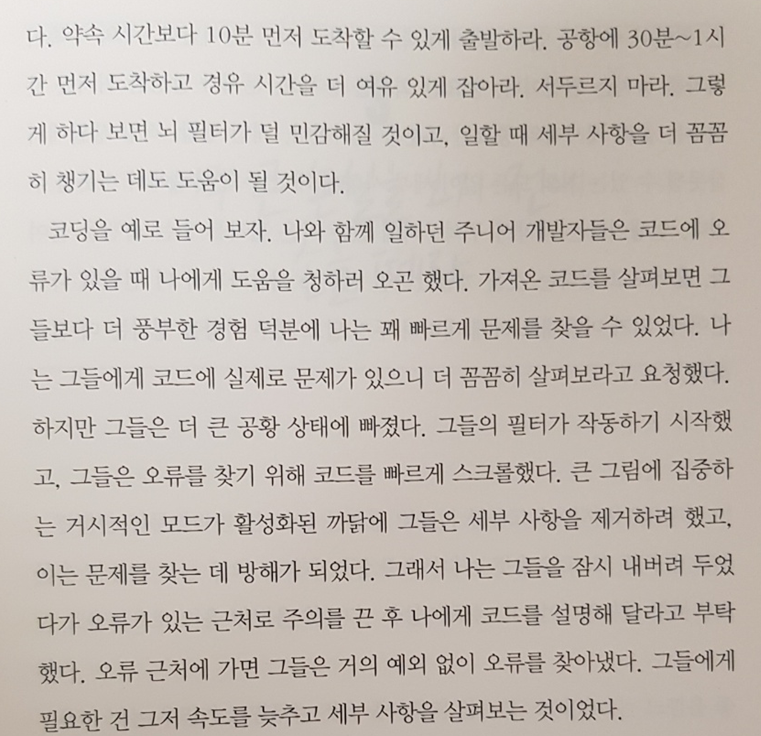 다. 약속 시간보다 10분 먼저 도착할 수 있게 출발하라. 공항에 30분~1시
간 먼저 도착하고 경유 시간을 더 여유 있게 잡아라. 서두르지 마라. 그렇
게 하다 보면 뇌 필터가 덜 민감해질 것이고, 일할 때 세부 사항을 더 꼼꼼
히 챙기는 데도 도움이 될 것이다.
코딩을 예로 들어 보자. 나와 함께 일하던 주니어 개발자들은 코드에 오
류가 있을 때 나에게 도움을 청하러 오곤 했다. 가져온 코드를 살펴보면 그
들보다 더 풍부한 경험 덕분에 나는 꽤 빠르게 문제를 찾을 수 있었다. 나
는 그들에게 코드에 실제로 문제가 있으니 더 꼼꼼히 살펴보라고 요청했다.
하지만 그들은 더 큰 공황 상태에 빠졌다. 그들의 필터가 작동하기 시작했
고, 그들은 오류를 찾기 위해 코드를 빠르게 스크롤했다. 큰 그림에 집중하
는 거시적인 모드가 활성화된 까닭에 그들은 세부 사항을 제거하려 했고,
이는 문제를 찾는 데 방해가 되었다. 그래서 나는 그들을 잠시 내버려 두었
다가 오류가 있는 근처로 주의를 끈 후 나에게 코드를 설명해 달라고 부탁
했다. 오류 근처에 가면 그들은 거의 예외 없이 오류를 찾아냈다. 그들에게
필요한 건 그저 속도를 늦추고 세부 사항을 살펴보는 것이었다.